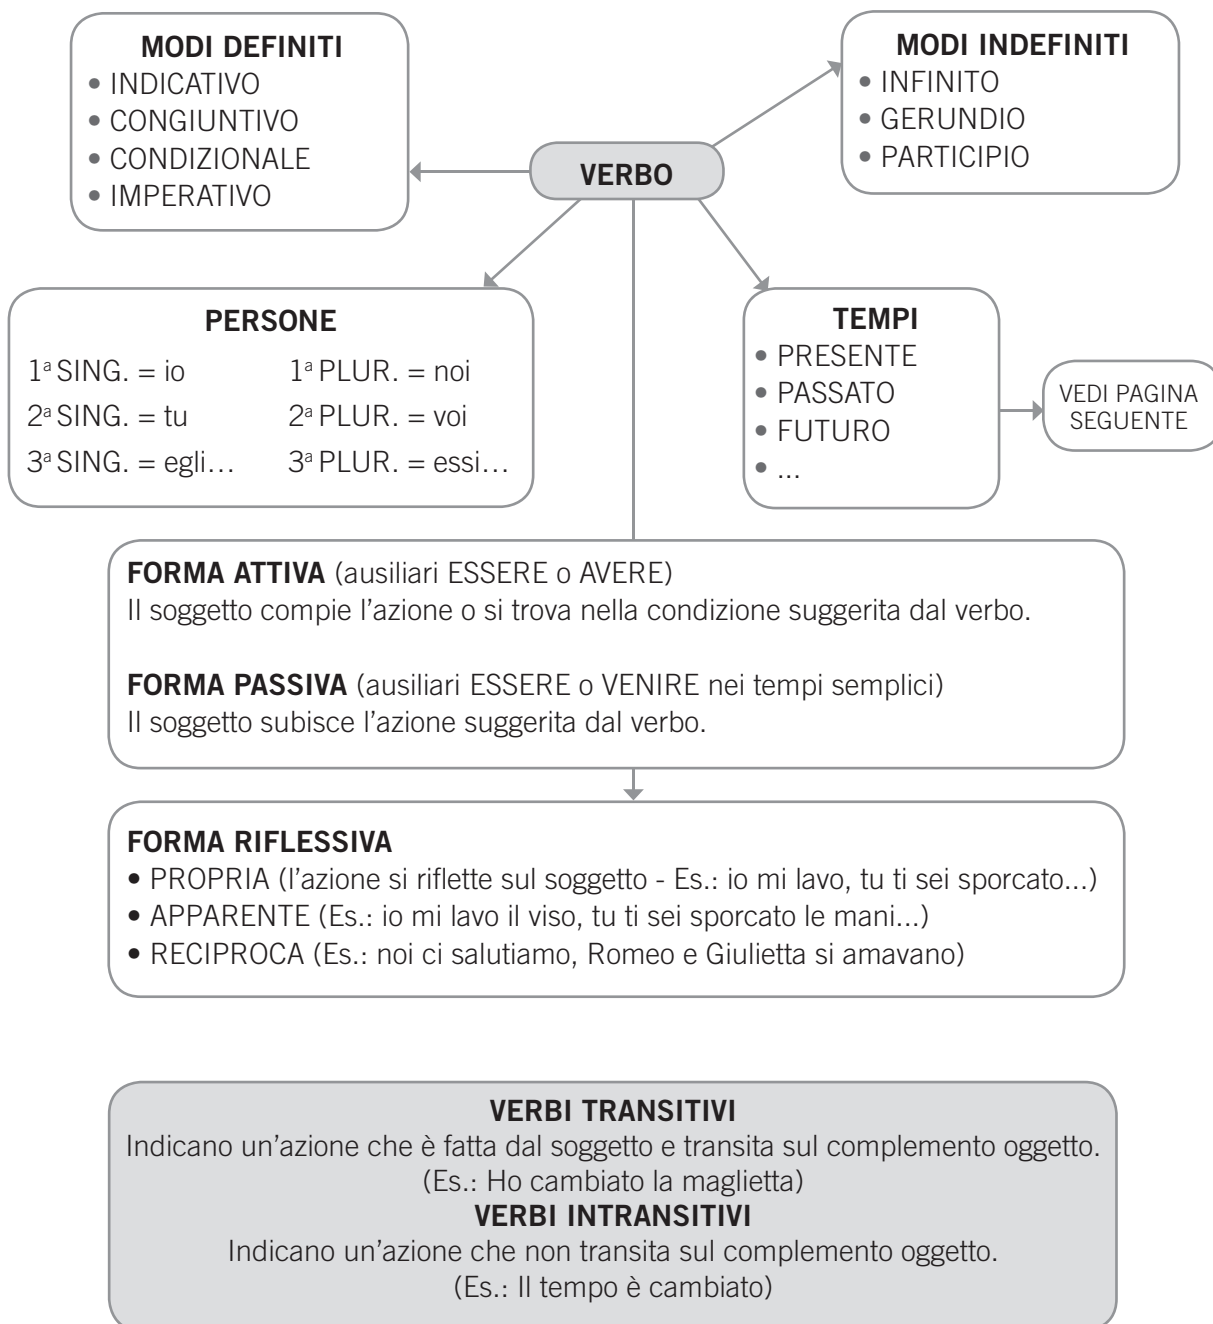 MODI DEFINITI
• INDICATIVO
• CONGIUNTIVO
• CONDIZIONALE
• IMPERATIVO
MODI INDEFINITI
• INFINITO
• GERUNDIO
• PARTICIPIO
VERBO
PERSONE
1ª SING. = io 1ª PLUR. = noi
2ª SING. = tu 2ª PLUR. = voi
3ª SING. = egli… 3ª PLUR. = essi…
TEMPI
• PRESENTE
• PASSATO
• FUTURO
• ...
VEDI PAGINA
SEGUENTE
FORMA ATTIVA (ausiliari ESSERE o AVERE)
Il soggetto compie l’azione o si trova nella condizione suggerita dal verbo.
FORMA PASSIVA (ausiliari ESSERE o VENIRE nei tempi semplici)
Il soggetto subisce l’azione suggerita dal verbo.
FORMA RIFLESSIVA
• PROPRIA (l’azione si riflette sul soggetto - Es.: io mi lavo, tu ti sei sporcato...)
• APPARENTE (Es.: io mi lavo il viso, tu ti sei sporcato le mani...)
• RECIPROCA (Es.: noi ci salutiamo, Romeo e Giulietta si amavano)
VERBI TRANSITIVI
Indicano un’azione che è fatta dal soggetto e transita sul complemento oggetto.
(Es.: Ho cambiato la maglietta)
VERBI INTRANSITIVI
Indicano un’azione che non transita sul complemento oggetto.
(Es.: Il tempo è cambiato)